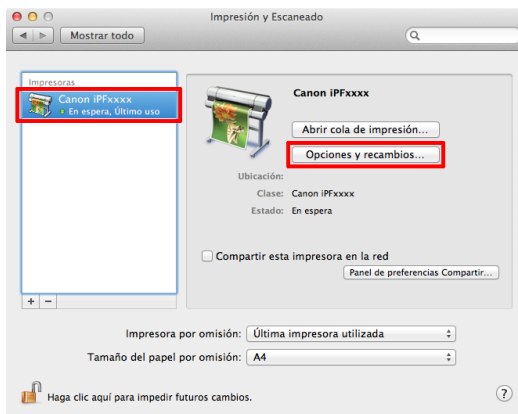 Impresión y Escaneado
Mostrar todo
Impresoras
Canon iPFxxxx
En espera, Último uso
Canon iPFxxxx
Abrir cola de impresión...
Opciones y recambios...
Ubicación:
Clase: Canon iPFxxxx
Estado: En espera
Compartir esta impresora en la red
Panel de preferencias Compartir...
+ −
Impresora por omisión: Última impresora utilizada
Tamaño del papel por omisión: A4
Haga clic aquí para impedir futuros cambios.
?